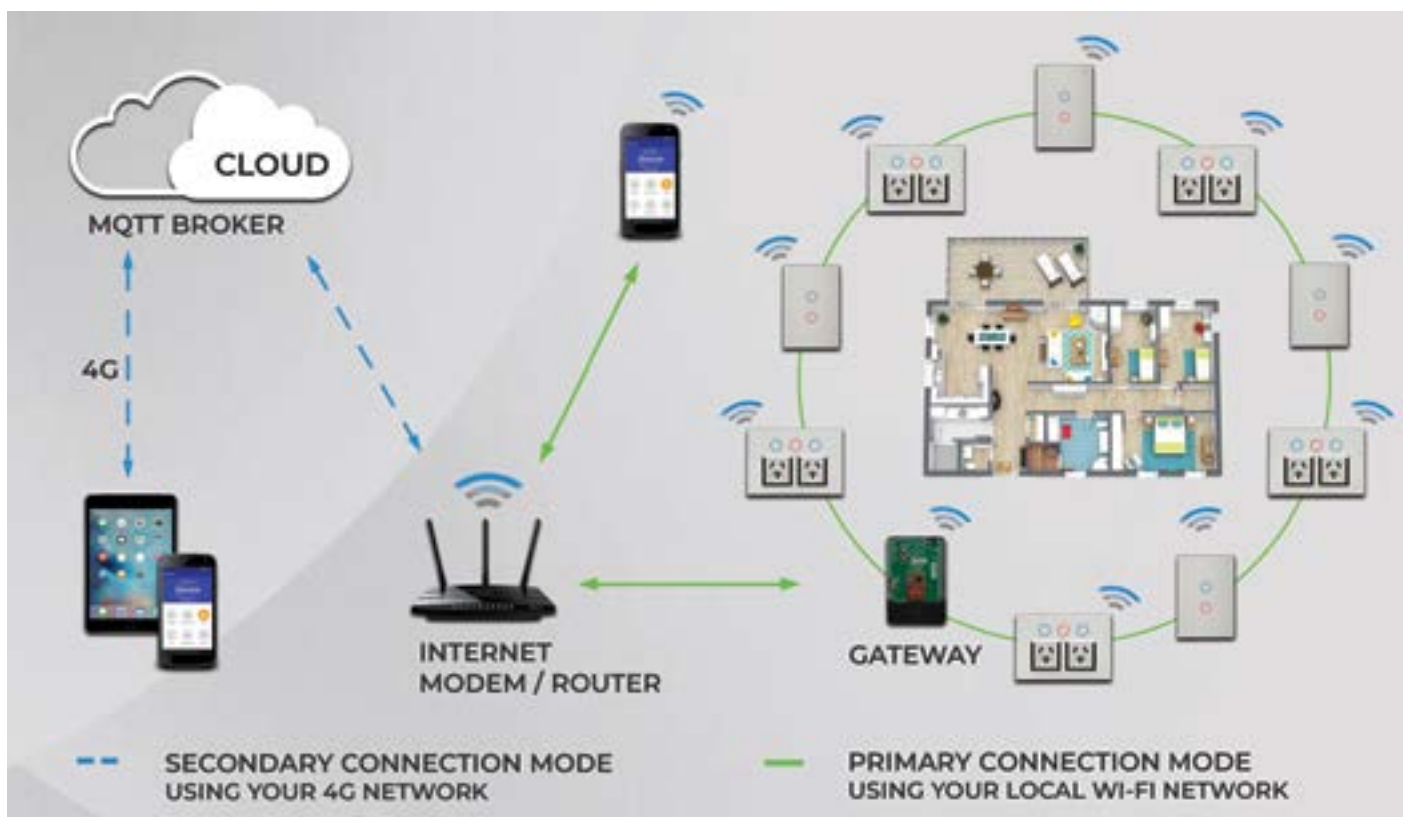 CLOUD
MQTT BROKER
4G
INTERNET
MODEM / ROUTER
GATEWAY
SECONDARY CONNECTION MODE
USING YOUR 4G NETWORK
PRIMARY CONNECTION MODE
USING YOUR LOCAL WI-FI NETWORK